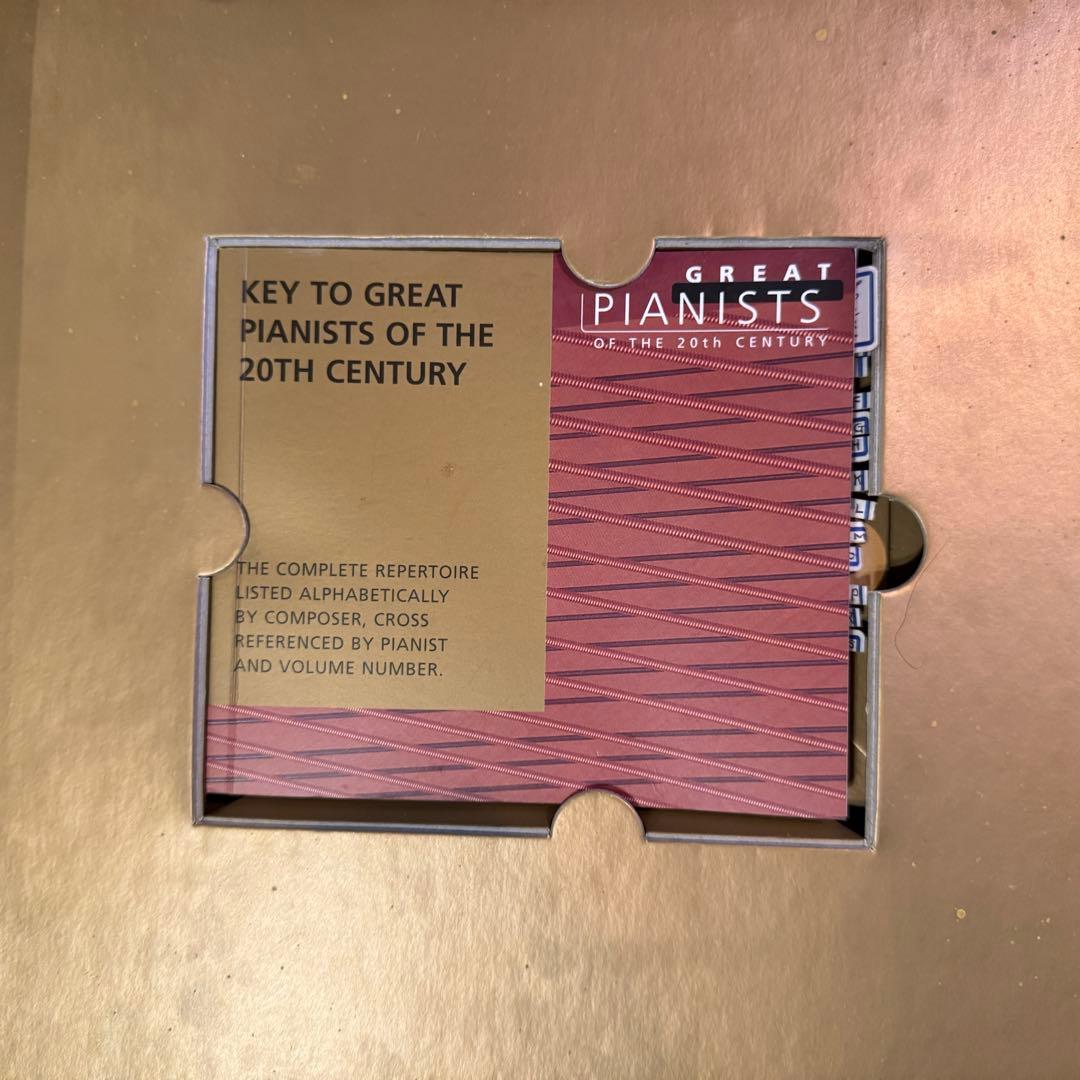 KEY TO GREAT
PIANISTS OF THE
20TH CENTURY
THE COMPLETE REPERTOIRE
LISTED ALPHABETICALLY
BY COMPOSER, CROSS
REFERENCED BY PIANIST
AND VOLUME NUMBER.
GREAT
PIANISTS
OF THE 20th CENTURY
E
G
H
K
L
M
P